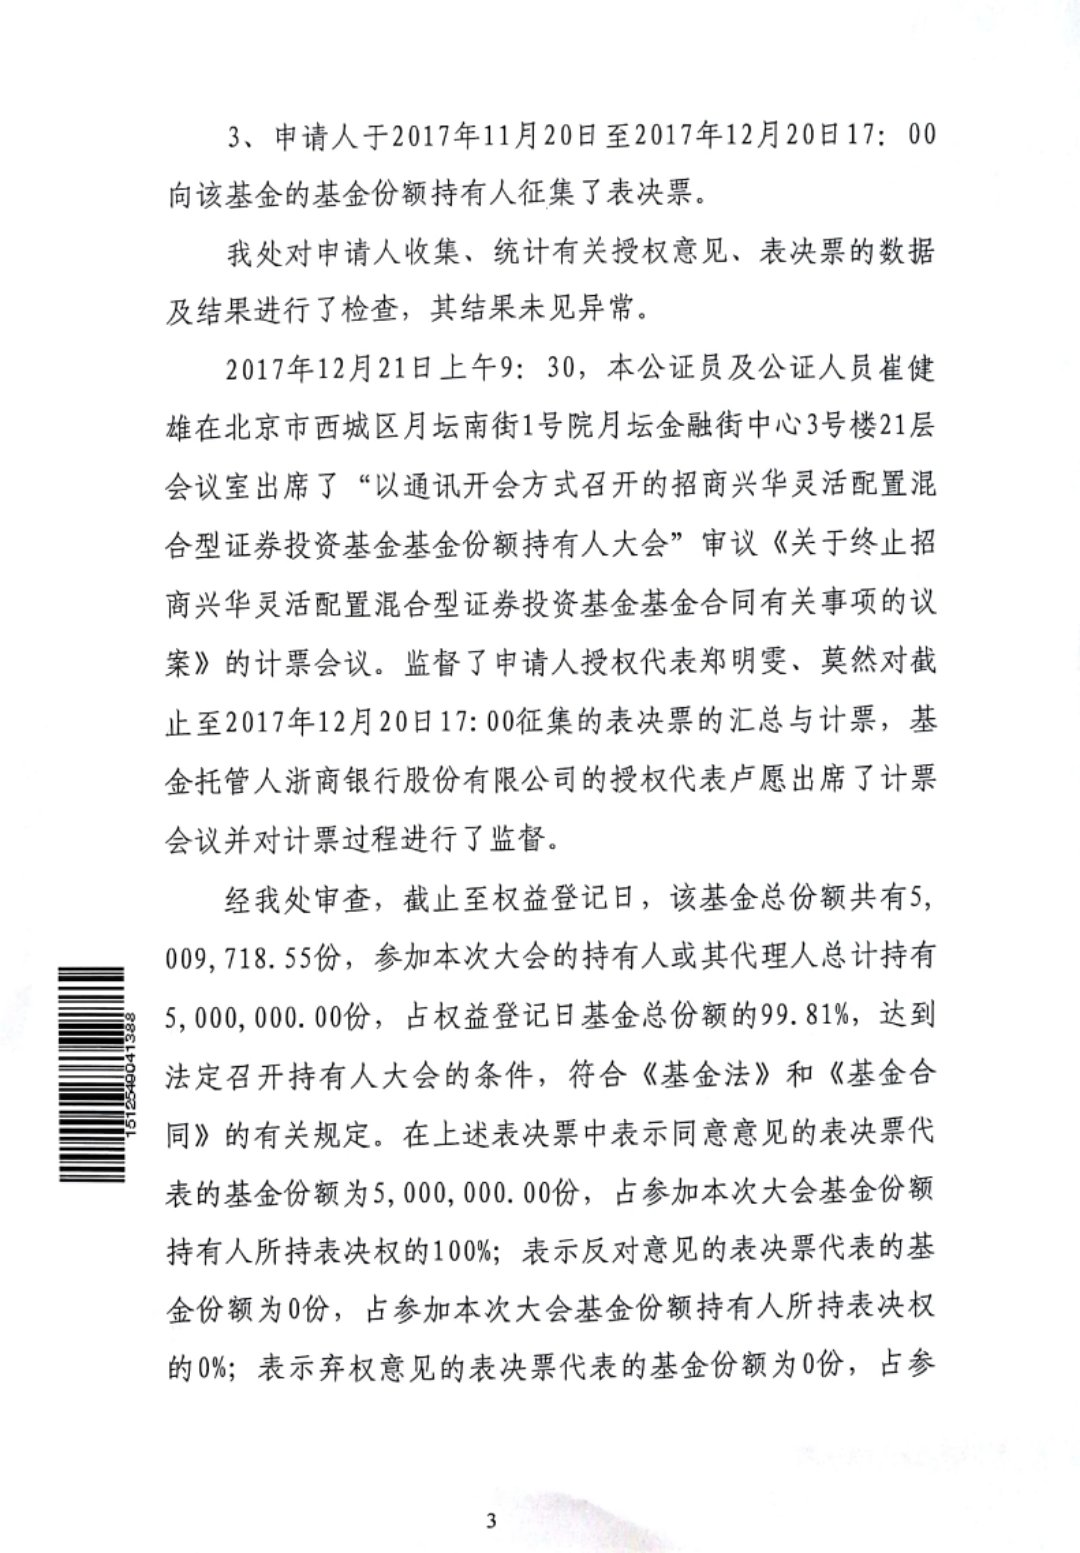 3、申请人于2017年11月20日至2017年12月20日17：00
向该基金的基金份额持有人征集了表决票。
我处对申请人收集、统计有关授权意见、表决票的数据
及结果进行了检查，其结果未见异常。
2017年12月21日上午9：30，本公证员及公证人员崔健
雄在北京市西城区月坛南街1号院月坛金融街中心3号楼21层
会议室出席了“以通讯开会方式召开的招商兴华灵活配置混
合型证券投资基金基金份额持有人大会”审议《关于终止招
商兴华灵活配置混合型证券投资基金基金合同有关事项的议
案》的计票会议。监督了申请人授权代表郑明雯、莫然对截
止至2017年12月20日17:00征集的表决票的汇总与计票，基
金托管人浙商银行股份有限公司的授权代表卢愿出席了计票
会议并对计票过程进行了监督。
经我处审查，截止至权益登记日，该基金总份额共有5,
009,718.55份，参加本次大会的持有人或其代理人总计持有
5,000,000.00份，占权益登记日基金总份额的99.81%，达到
法定召开持有人大会的条件，符合《基金法》和《基金合
同》的有关规定。在上述表决票中表示同意意见的表决票代
表的基金份额为5,000,000.00份，占参加本次大会基金份额
持有人所持表决权的100%；表示反对意见的表决票代表的基
金份额为0份，占参加本次大会基金份额持有人所持表决权
的0%；表示弃权意见的表决票代表的基金份额为0份，占参
1512549041388
3